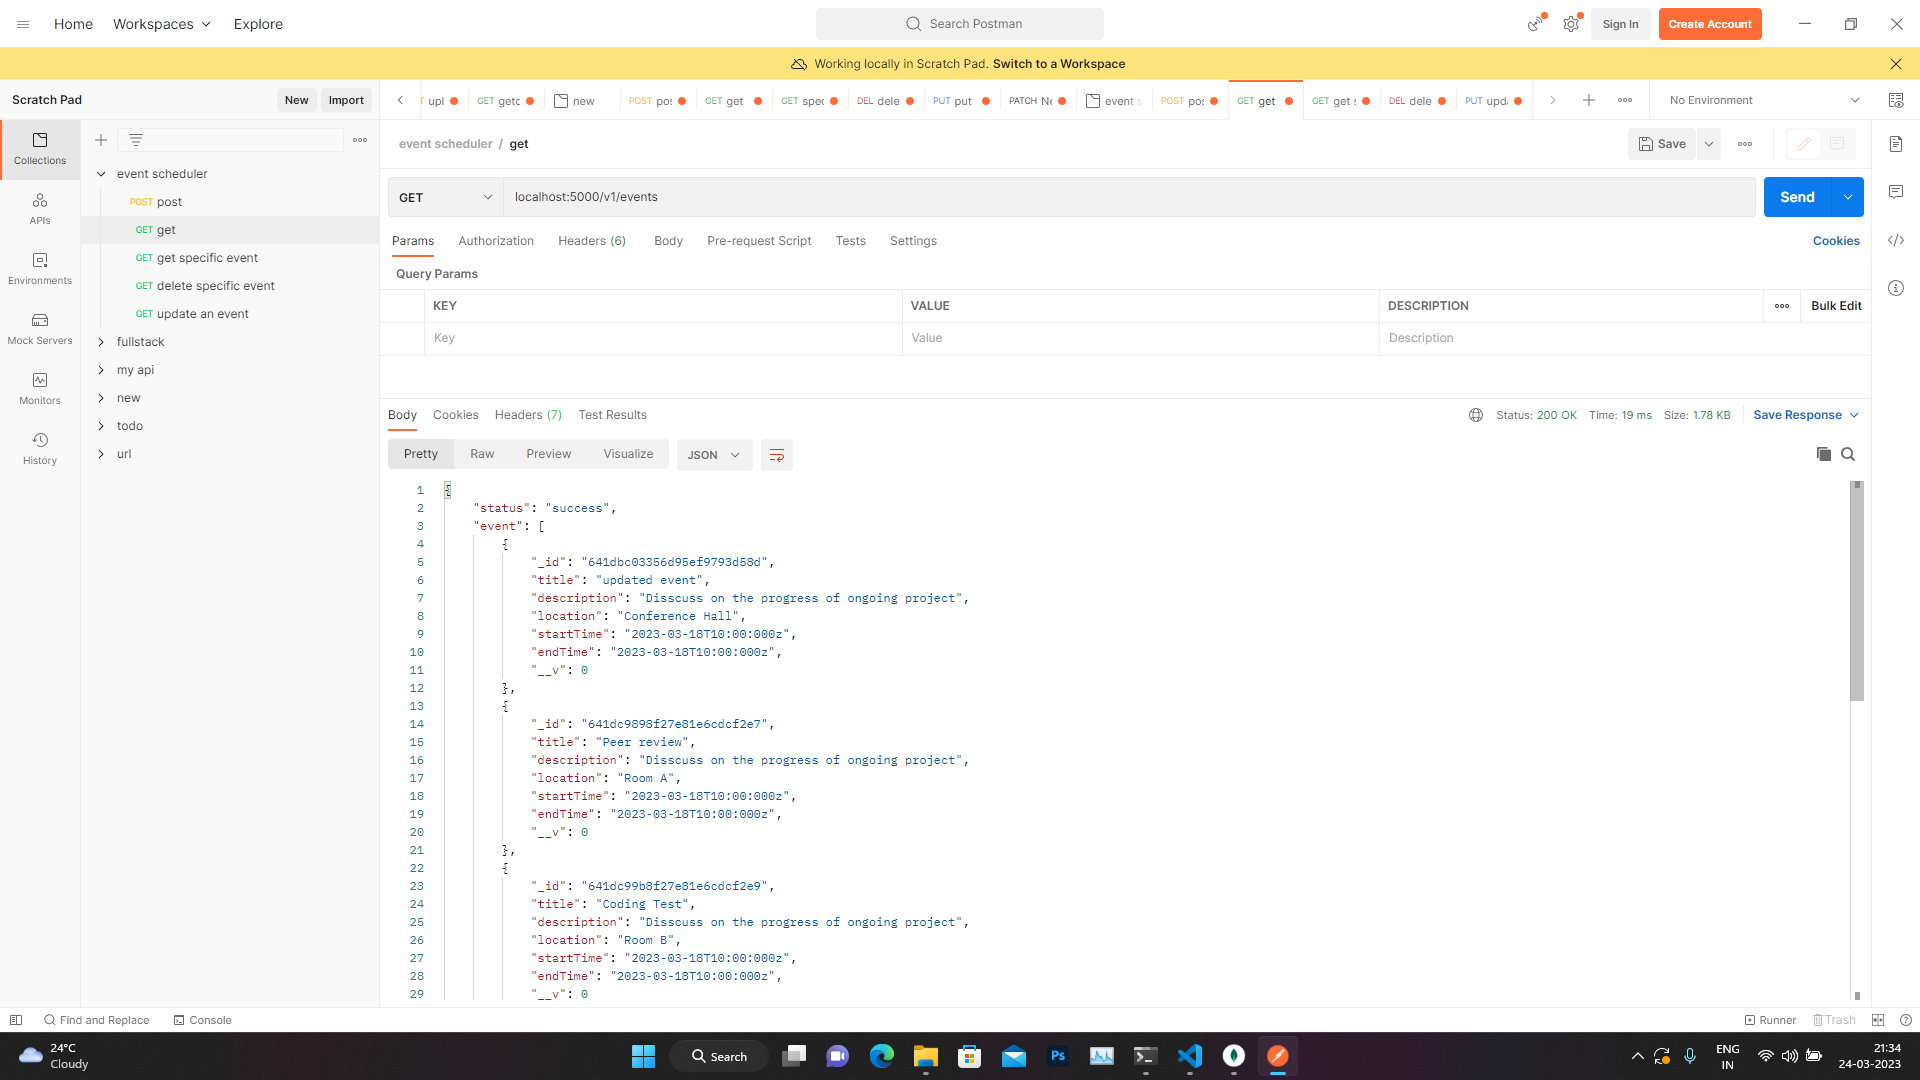 Home Workspaces Explore
Search Postman
Sign In Create Account
Working locally in Scratch Pad. Switch to a Workspace
Scratch Pad New Import
upl GET getc new POST pos GET get GET spec DEL dele PUT put PATCH Ne event s POST pos GET get GET get s DEL dele PUT upda
No Environment
Collections
APIs
Environments
Mock Servers
Monitors
History
event scheduler
POST post
GET get
GET get specific event
GET delete specific event
GET update an event
fullstack
my api
new
todo
url
event scheduler / get
Save
GET localhost:5000/v1/events Send
Params Authorization Headers (6) Body Pre-request Script Tests Settings Cookies
Query Params
KEY VALUE DESCRIPTION Bulk Edit
Key Value Description
Body Cookies Headers (7) Test Results Status: 200 OK Time: 19 ms Size: 1.78 KB Save Response
Pretty Raw Preview Visualize JSON
1 {
2 "status": "success",
3 "event": [
4 {
5 "_id": "641dbc03356d95ef9793d58d",
6 "title": "updated event",
7 "description": "Disscuss on the progress of ongoing project",
8 "location": "Conference Hall",
9 "startTime": "2023-03-18T10:00:000z",
10 "endTime": "2023-03-18T10:00:000z",
11 "__v": 0
12 },
13 {
14 "_id": "641dc9898f27e81e6cdcf2e7",
15 "title": "Peer review",
16 "description": "Disscuss on the progress of ongoing project",
17 "location": "Room A",
18 "startTime": "2023-03-18T10:00:000z",
19 "endTime": "2023-03-18T10:00:000z",
20 "__v": 0
21 },
22 {
23 "_id": "641dc99b8f27e81e6cdcf2e9",
24 "title": "Coding Test",
25 "description": "Disscuss on the progress of ongoing project",
26 "location": "Room B",
27 "startTime": "2023-03-18T10:00:000z",
28 "endTime": "2023-03-18T10:00:000z",
29 "__v": 0
Find and Replace Console Runner Trash
24°C
Cloudy
Search
Ps
ENG
IN
21:34
24-03-2023